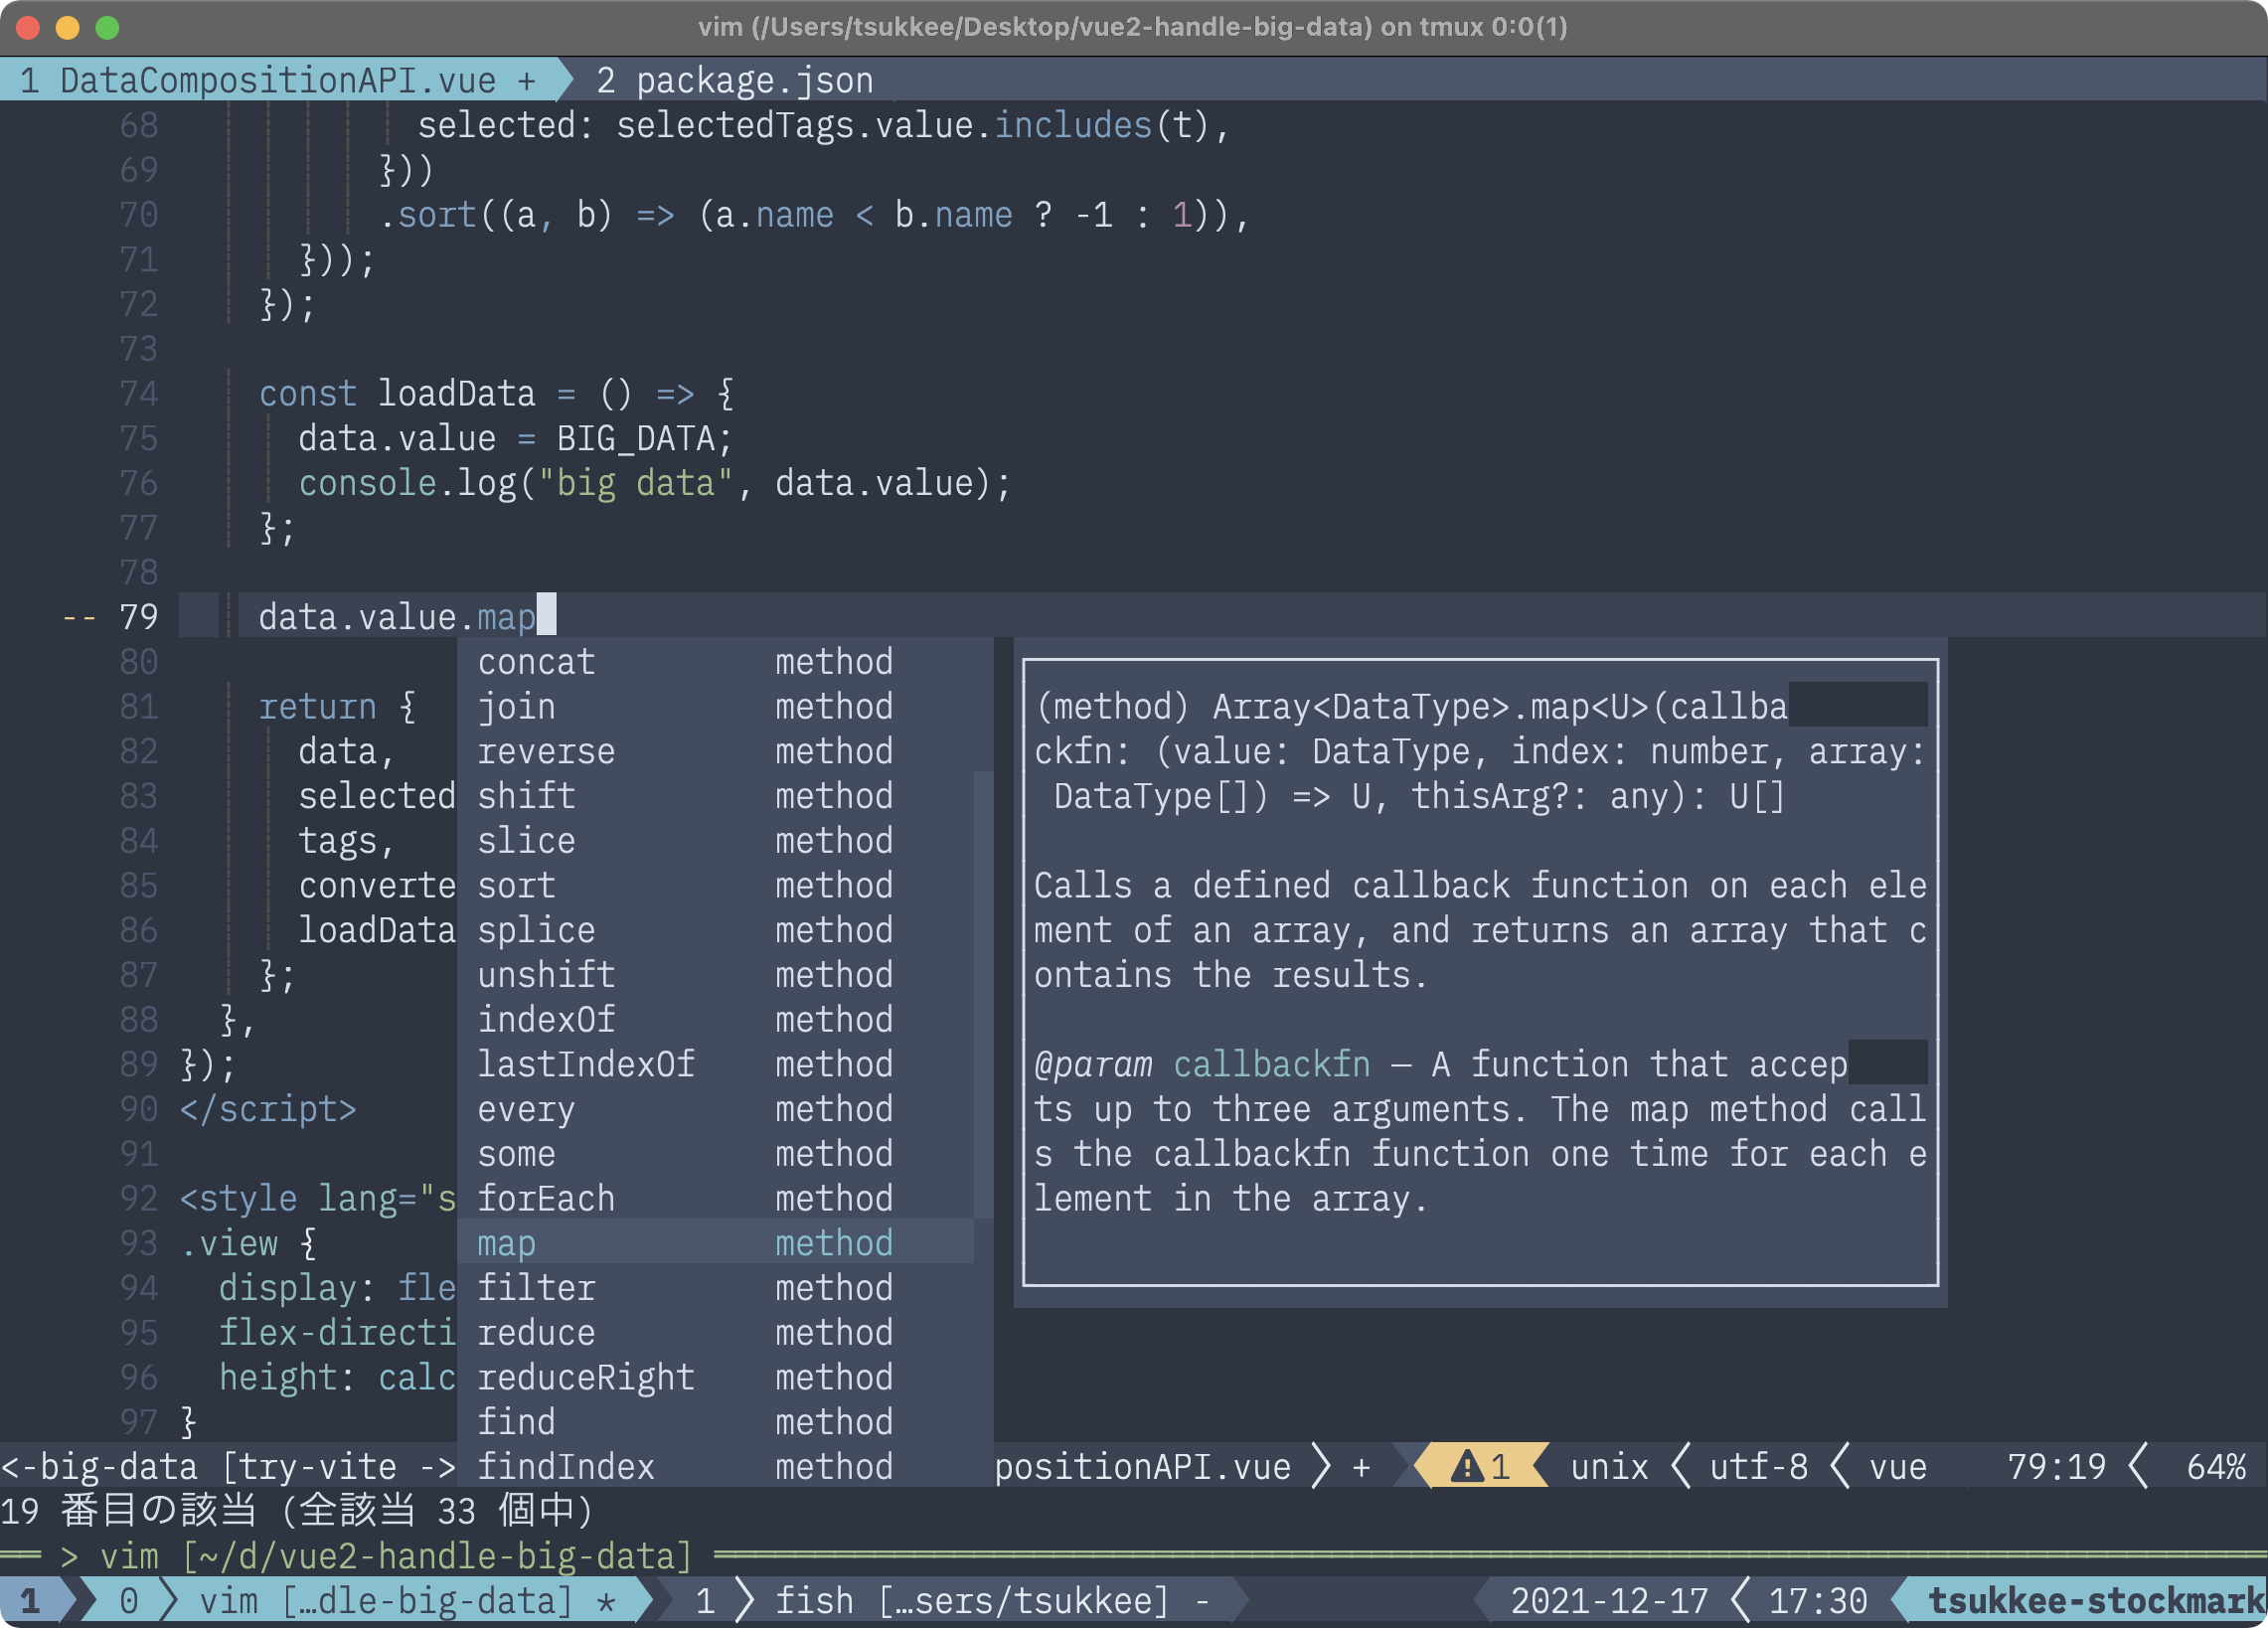 vim (/Users/tsukkee/Desktop/vue2-handle-big-data) on tmux 0:0(1)
1 DataCompositionAPI.vue + 2 package.json
68 selected: selectedTags.value.includes(t),
69 }))
70 .sort((a, b) => (a.name < b.name ? -1 : 1)),
71 }));
72 });
73
74 const loadData = () => {
75 data.value = BIG_DATA;
76 console.log("big data", data.value);
77 };
78
-- 79 data.value.map
80 concat method
81 return { join method (method) Array<DataType>.map<U>(callba
82 data, reverse method ckfn: (value: DataType, index: number, array:
83 selected shift method DataType[]) => U, thisArg?: any): U[]
84 tags, slice method
85 converte sort method Calls a defined callback function on each ele
86 loadData splice method ment of an array, and returns an array that c
87 }; unshift method ontains the results.
88 }, indexOf method
89 }); lastIndexOf method @param callbackfn — A function that accep
90 </script> every method ts up to three arguments. The map method call
91 some method s the callbackfn function one time for each e
92 <style lang="s forEach method lement in the array.
93 .view { map method
94 display: fle filter method
95 flex-directi reduce method
96 height: calc reduceRight method
97 } find method
<-big-data [try-vite -> findIndex method positionAPI.vue + 1 unix utf-8 vue 79:19 64%
19 番目の該当 (全該当 33 個中)
══ > vim [~/d/vue2-handle-big-data]
1 0 vim […dle-big-data] * 1 fish […sers/tsukkee] - 2021-12-17 17:30 tsukkee-stockmark